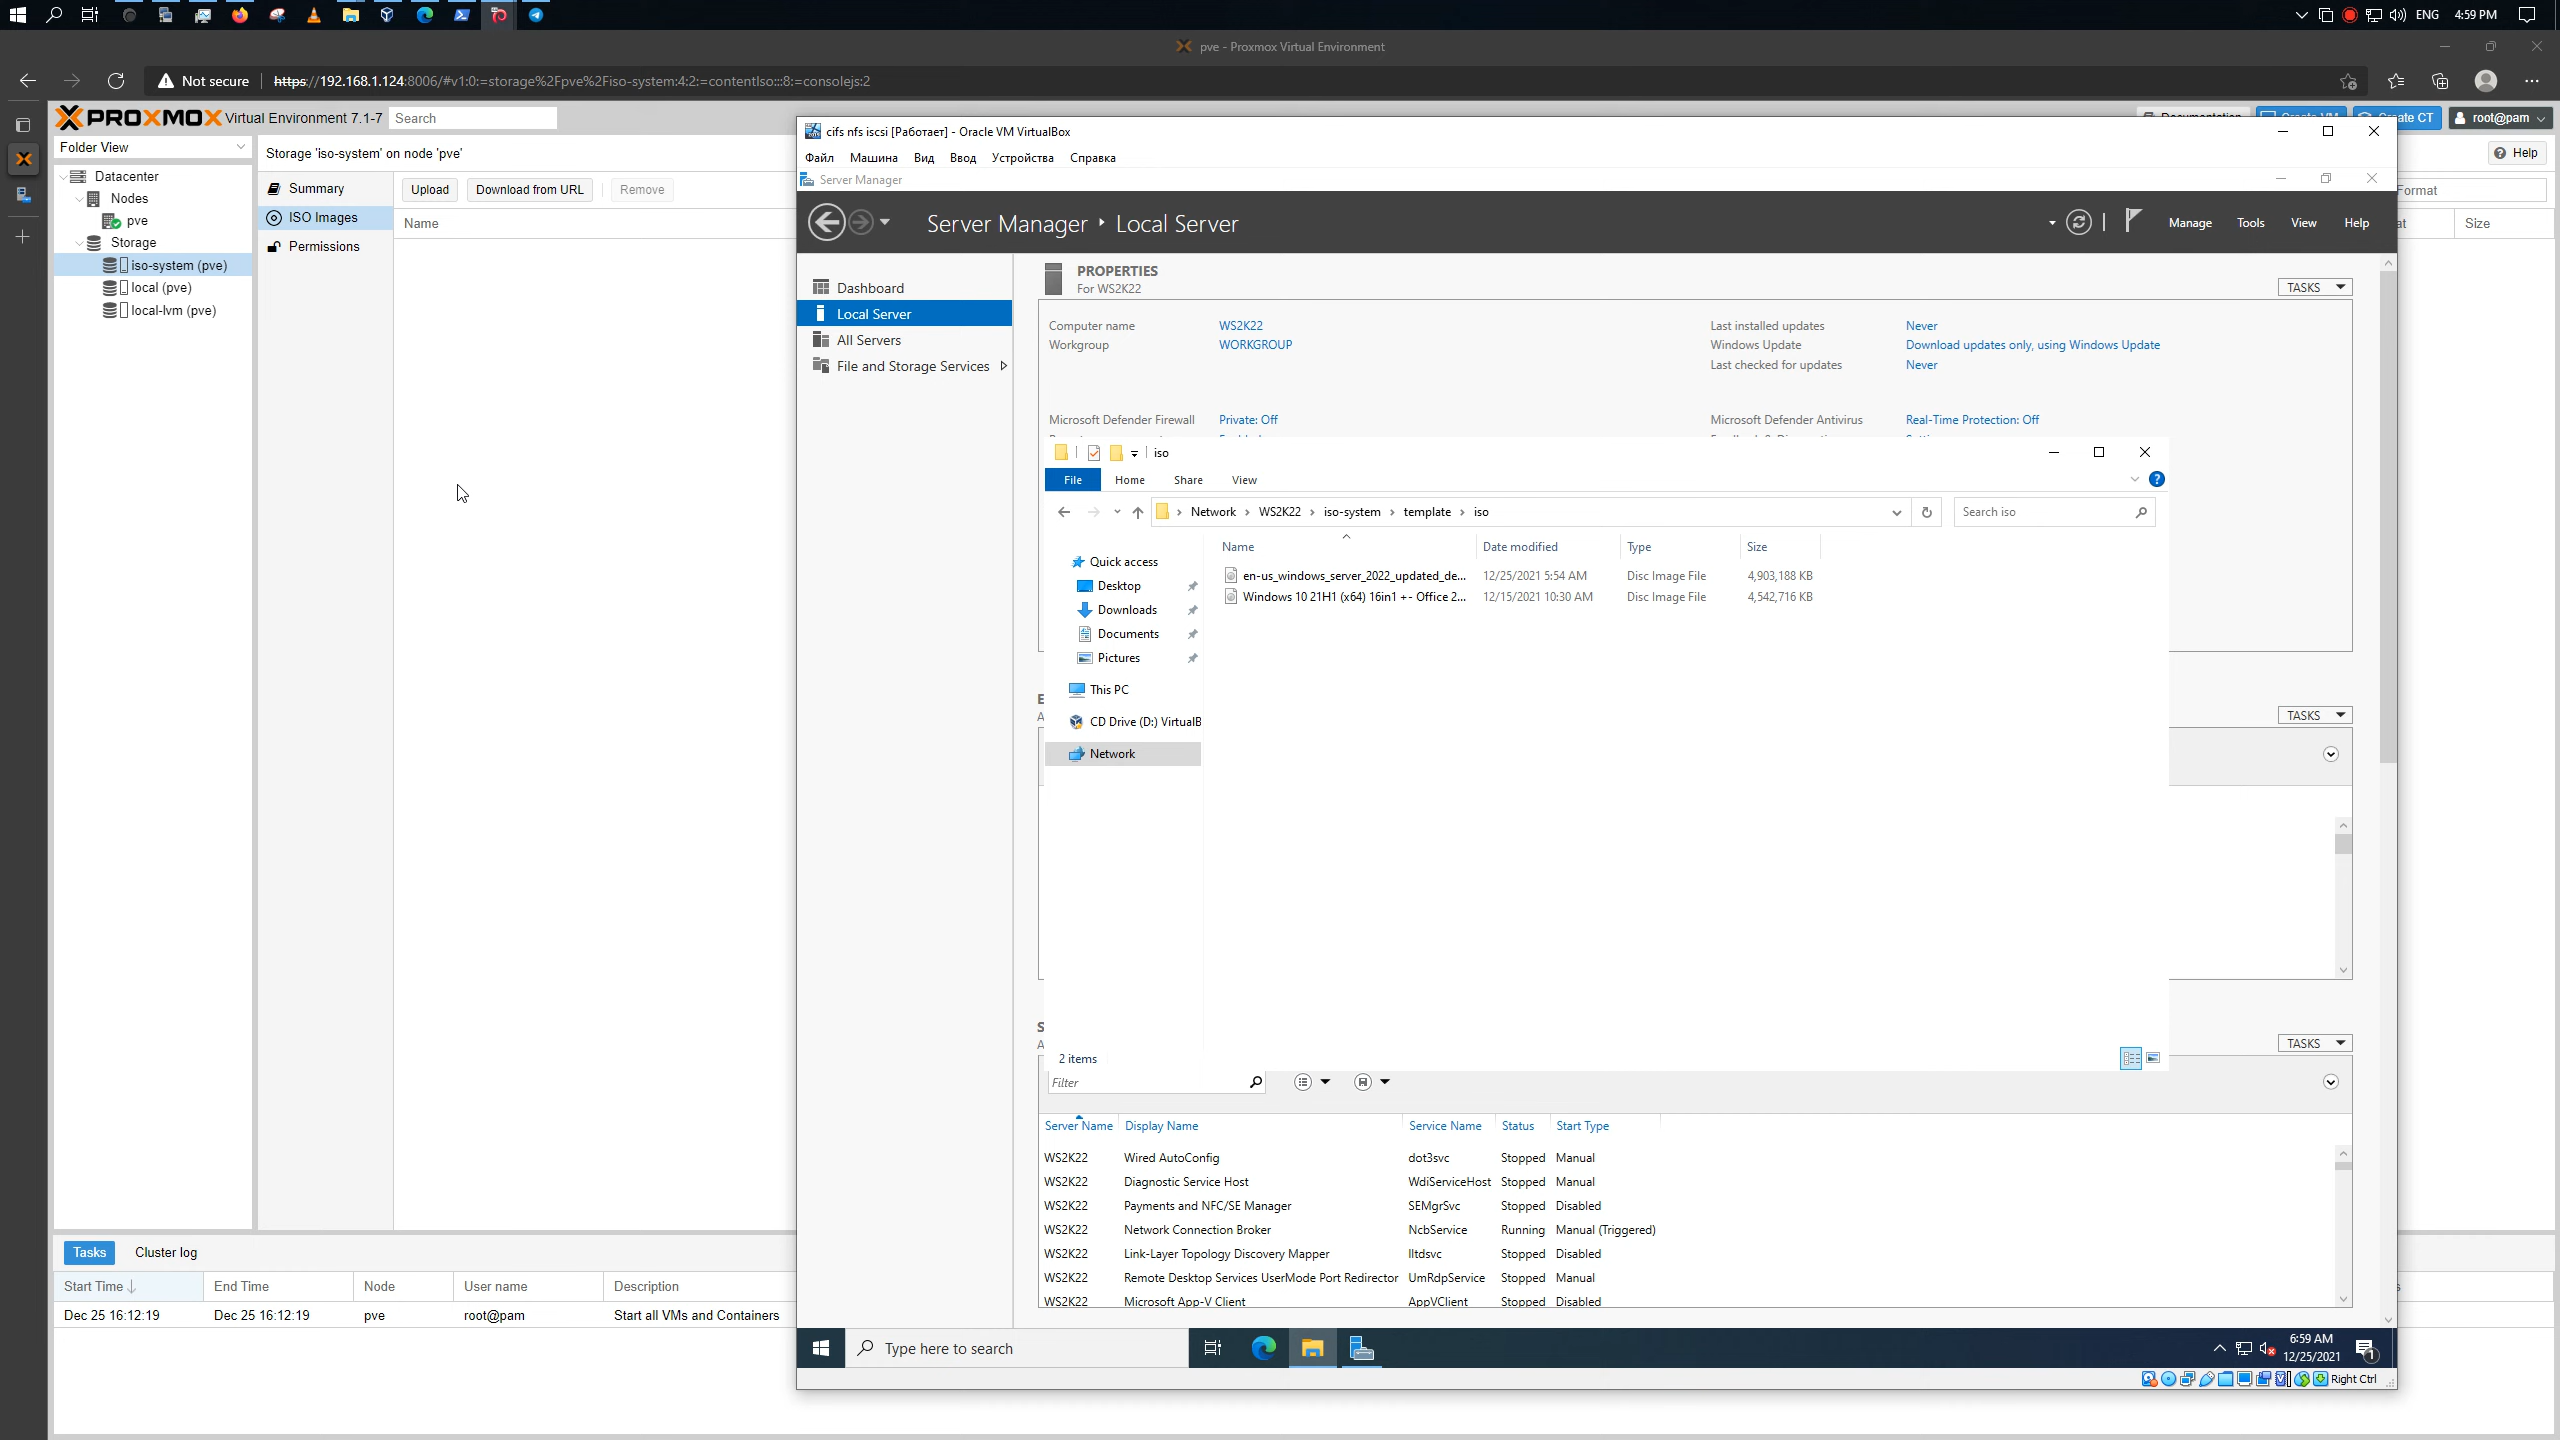 ENG
4:59 PM
pve - Proxmox Virtual Environment
Not secure
https://192.168.1.124:8006/#v1:0:=storage%2Fpve%2Fiso-system:4:2:=contentIso:::8:=consolejs:2
PROXMOX Virtual Environment 7.1-7
Search
root@pam
Folder View
Storage 'iso-system' on node 'pve'
Help
Datacenter
Nodes
pve
Storage
iso-system (pve)
local (pve)
local-lvm (pve)
Summary
ISO Images
Permissions
Upload
Download from URL
Remove
Name
Format
Size
cifs nfs iscsi [Работает] - Oracle VM VirtualBox
Файл Машина Вид Ввод Устройства Справка
Server Manager
Server Manager Local Server
Manage Tools View Help
Dashboard
Local Server
All Servers
File and Storage Services
PROPERTIES
For WS2K22
TASKS
Computer name WS2K22
Workgroup WORKGROUP
Last installed updates Never
Windows Update Download updates only, using Windows Update
Last checked for updates Never
Microsoft Defender Firewall Private: Off
Microsoft Defender Antivirus Real-Time Protection: Off
iso
File Home Share View
Network WS2K22 iso-system template iso
Search iso
Name Date modified Type Size
en-us_windows_server_2022_updated_de... 12/25/2021 5:54 AM Disc Image File 4,903,188 KB
Windows 10 21H1 (x64) 16in1 +- Office 2... 12/15/2021 10:30 AM Disc Image File 4,542,716 KB
Quick access
Desktop
Downloads
Documents
Pictures
This PC
CD Drive (D:) VirtualB
Network
2 items
TASKS
TASKS
Filter
Server Name Display Name Service Name Status Start Type
WS2K22 Wired AutoConfig dot3svc Stopped Manual
WS2K22 Diagnostic Service Host WdiServiceHost Stopped Manual
WS2K22 Payments and NFC/SE Manager SEMgrSvc Stopped Disabled
WS2K22 Network Connection Broker NcbService Running Manual (Triggered)
WS2K22 Link-Layer Topology Discovery Mapper lltdsvc Stopped Disabled
WS2K22 Remote Desktop Services UserMode Port Redirector UmRdpService Stopped Manual
WS2K22 Microsoft App-V Client AppVClient Stopped Disabled
Type here to search
6:59 AM
12/25/2021
1
Right Ctrl
Tasks
Cluster log
Start Time End Time Node User name Description
Dec 25 16:12:19 Dec 25 16:12:19 pve root@pam Start all VMs and Containers